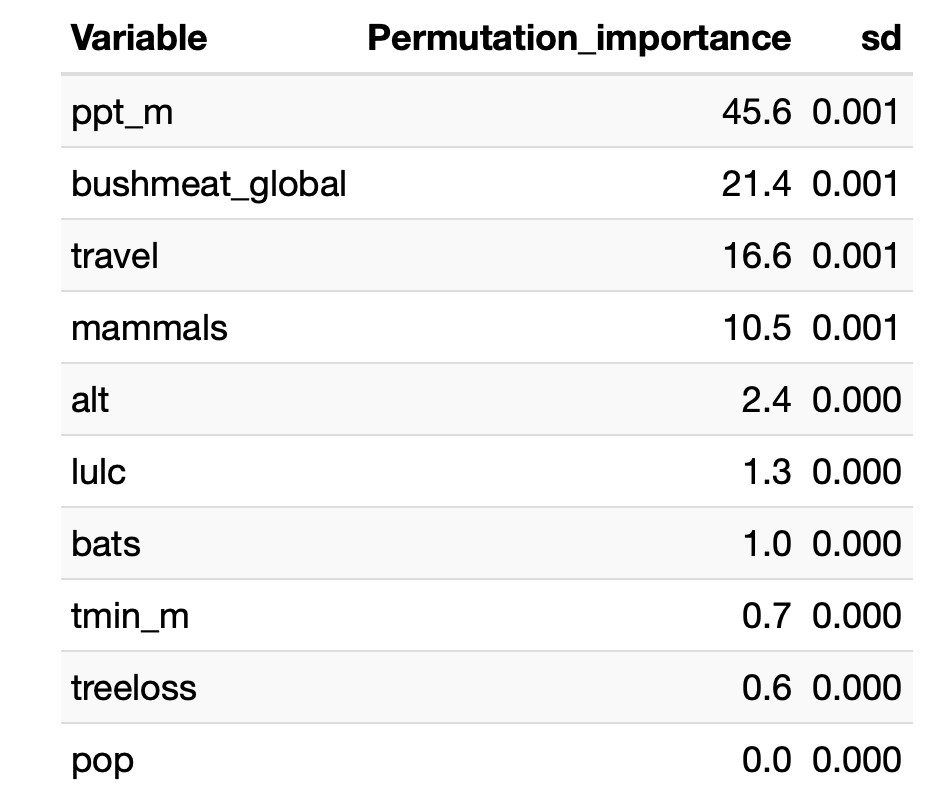 Variable Permutation_importance sd
ppt_m 45.6 0.001
bushmeat_global 21.4 0.001
travel 16.6 0.001
mammals 10.5 0.001
alt 2.4 0.000
lulc 1.3 0.000
bats 1.0 0.000
tmin_m 0.7 0.000
treeloss 0.6 0.000
pop 0.0 0.000